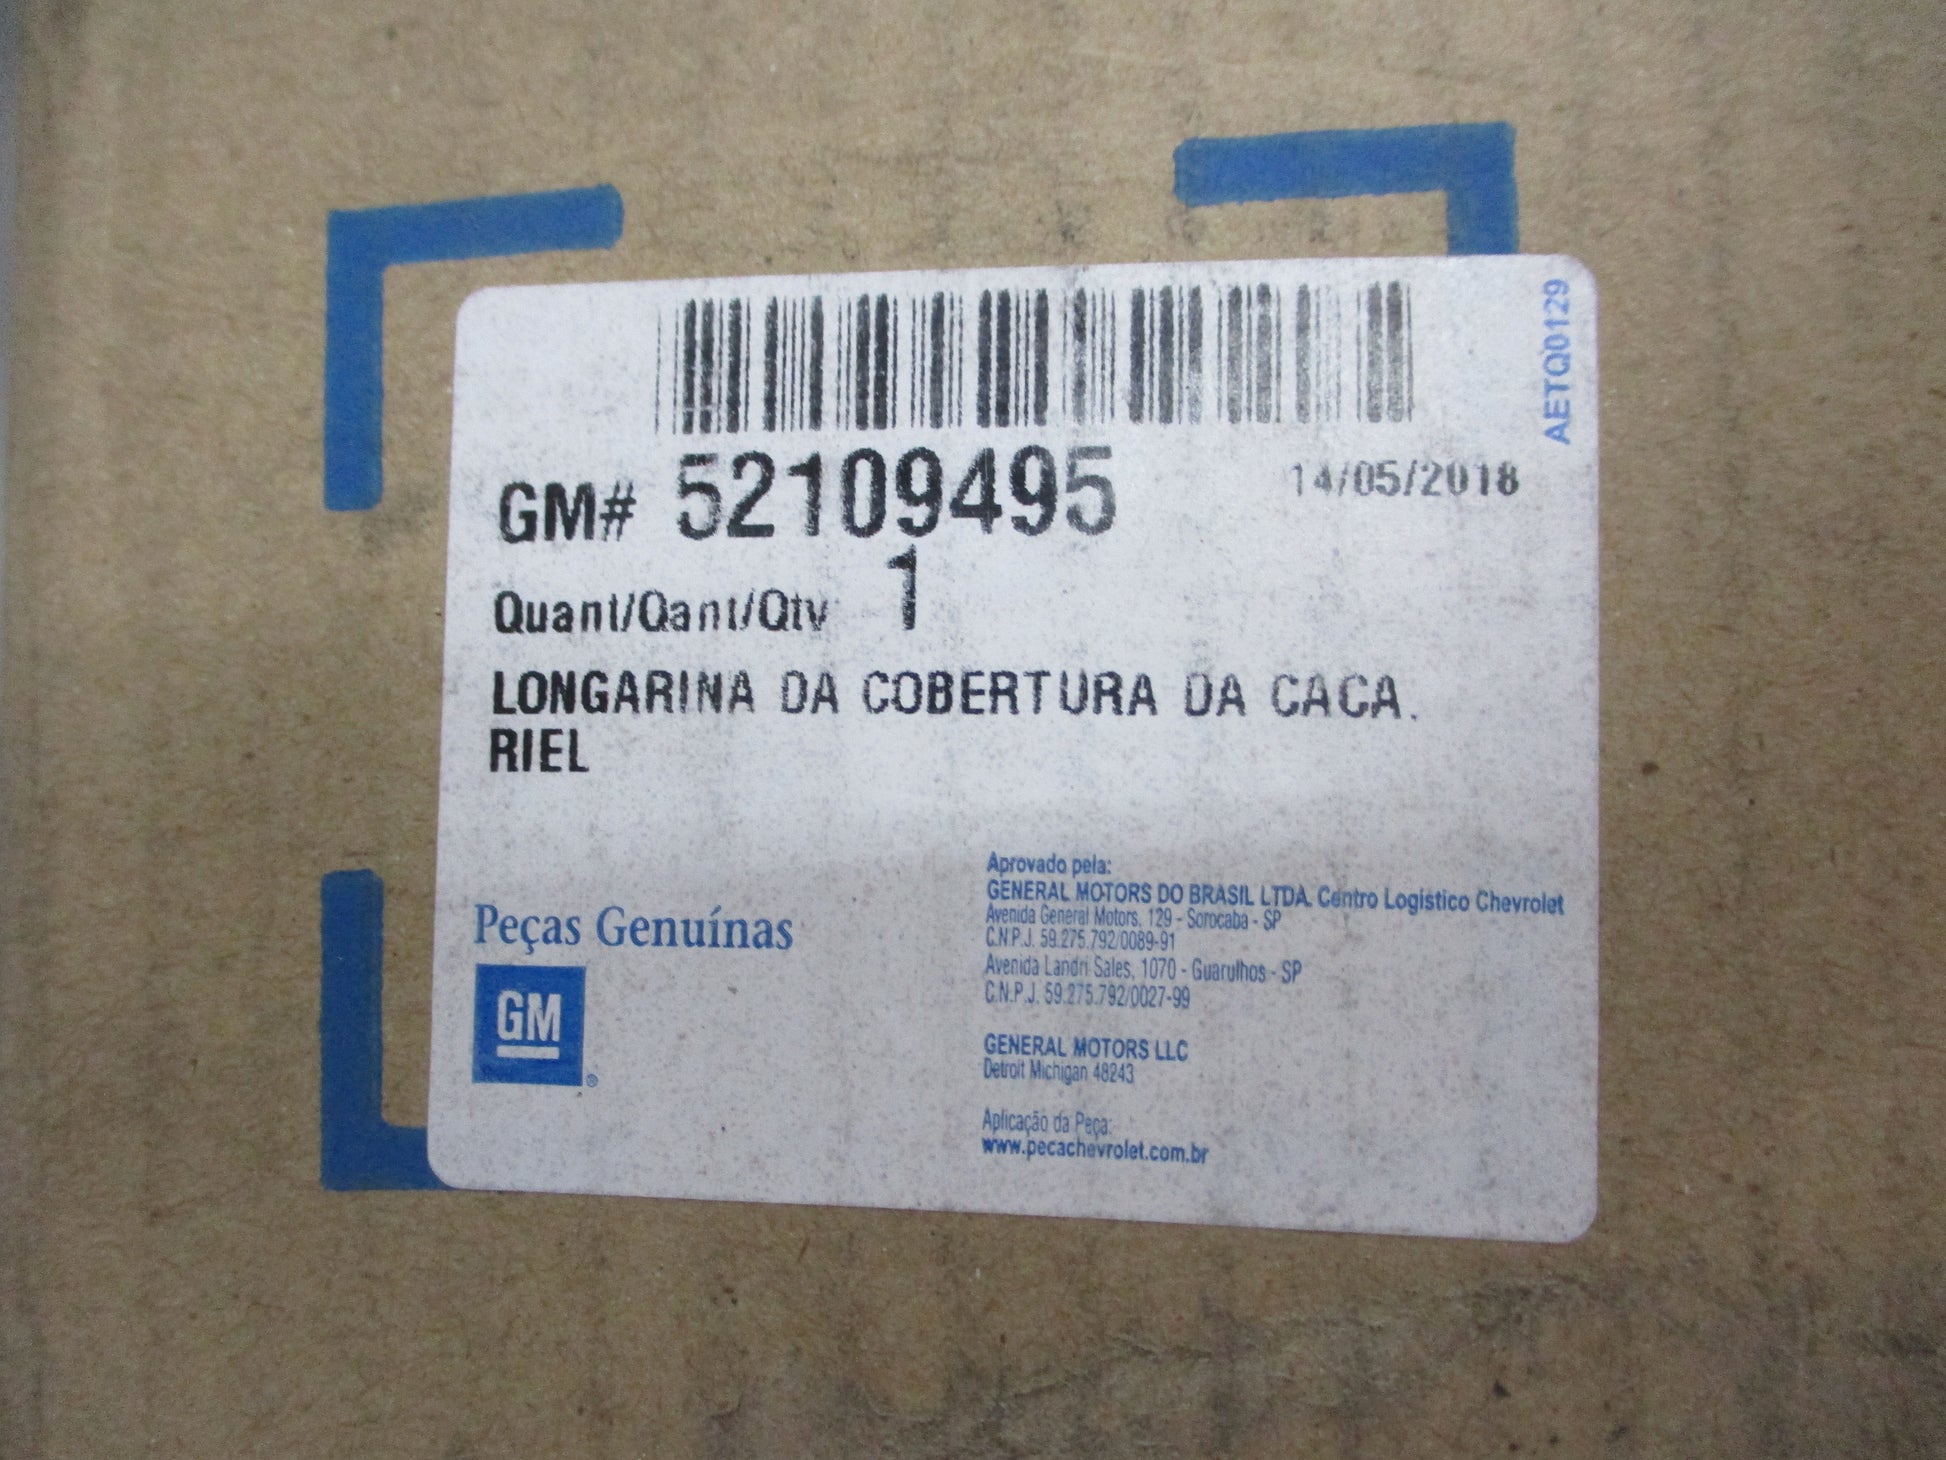 AETQ0129
GM# 52109495
14/05/2018
Quant/Qant/Qty 1
LONGARINA DA COBERTURA DA CACA.
RIEL
Peças Genuínas
GM
®
Aprovado pela:
GENERAL MOTORS DO BRASIL LTDA. Centro Logístico Chevrolet
Avenida General Motors, 129 - Sorocaba - SP
C.N.P.J. 59.275.792/0089-91
Avenida Landri Sales, 1070 - Guarulhos - SP
C.N.P.J. 59.275.792/0027-99
GENERAL MOTORS LLC
Detroit Michigan 48243
Aplicação da Peça:
www.pecachevrolet.com.br